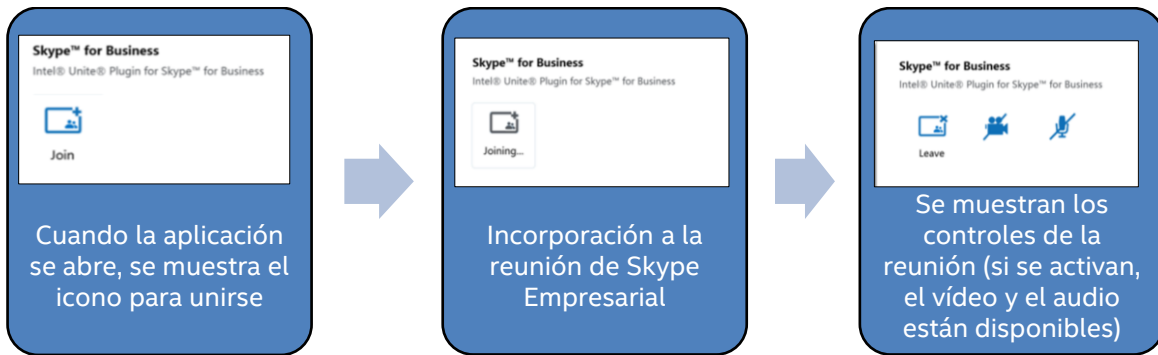 Skype™ for Business
Intel® Unite® Plugin for Skype™ for Business
Join
Cuando la aplicación
se abre, se muestra el
icono para unirse
Skype™ for Business
Intel® Unite® Plugin for Skype™ for Business
Joining...
Incorporación a la
reunión de Skype
Empresarial
Skype™ for Business
Intel® Unite® Plugin for Skype™ for Business
Leave
Se muestran los
controles de la
reunión (si se activan,
el vídeo y el audio
están disponibles)